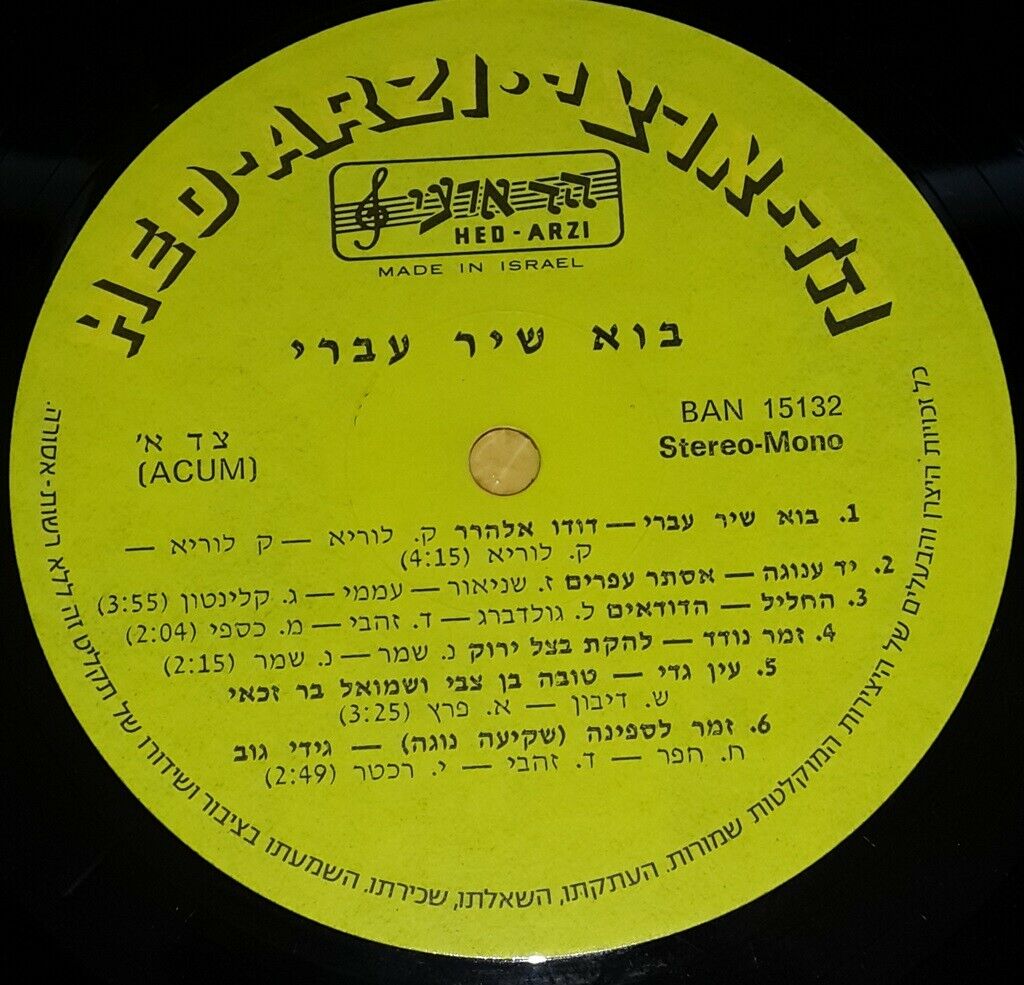 HED-ARZI · הד-ארצי
הד ארצי
HED-ARZI
MADE IN ISRAEL
בוא שיר עברי
BAN 15132
Stereo-Mono
צד א'
(ACUM)
1. בוא שיר עברי — דודו אלהרר ק. לוריא — ק לוריא —
ק. לוריא (4:15)
2. יד ענוגה — אסתר עפרים ז. שניאור — עממי — ג. קלינטון (3:55)
3. החליל — הדודאים ל. גולדברג — ד. זהבי — מ. כספי (2:04)
4. זמר נודד — להקת בצל ירוק נ. שמר — נ. שמר (2:15)
5. עין גדי — טובה בן צבי ושמואל בר זכאי
ש. דיבון — א. פרץ (3:25)
6. זמר לספינה (שקיעה נוגה) — גידי גוב
ח. חפר — ד. זהבי — י. רכטר (2:49)
כל זכויות היצרן והבעלים של היצירות המוקלטות שמורות. העתקתו, השאלתו, שכירתו. השמעתו בציבור ושידורו של תקליט זה ללא רשות - אסורה.